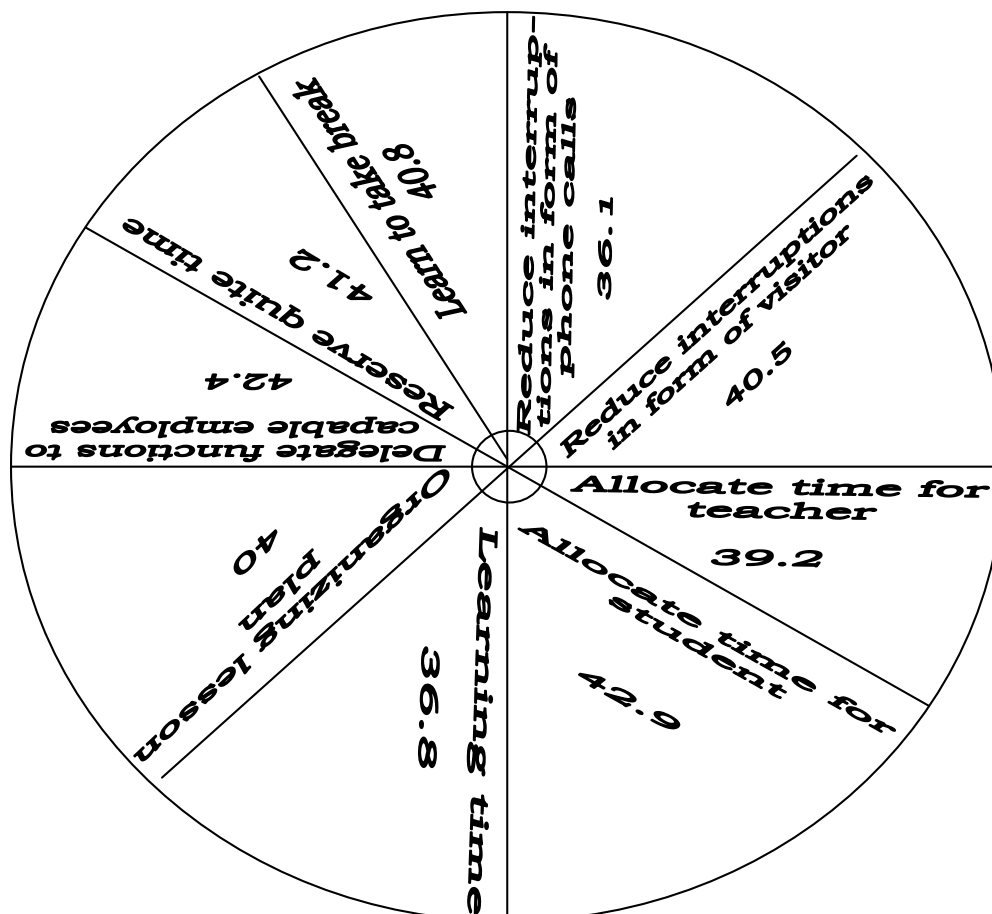 Reduce interrup-
tions in form of
phone calls
36.1
Reduce interruptions
in form of visitor
40.5
Allocate time for
teacher
39.2
Allocate time for
student
42.9
Learning time
36.8
Organizing lesson
plan
40
Delegate functions to
capable employees
42.4
Reserve quite time
41.2
Learn to take break
40.8